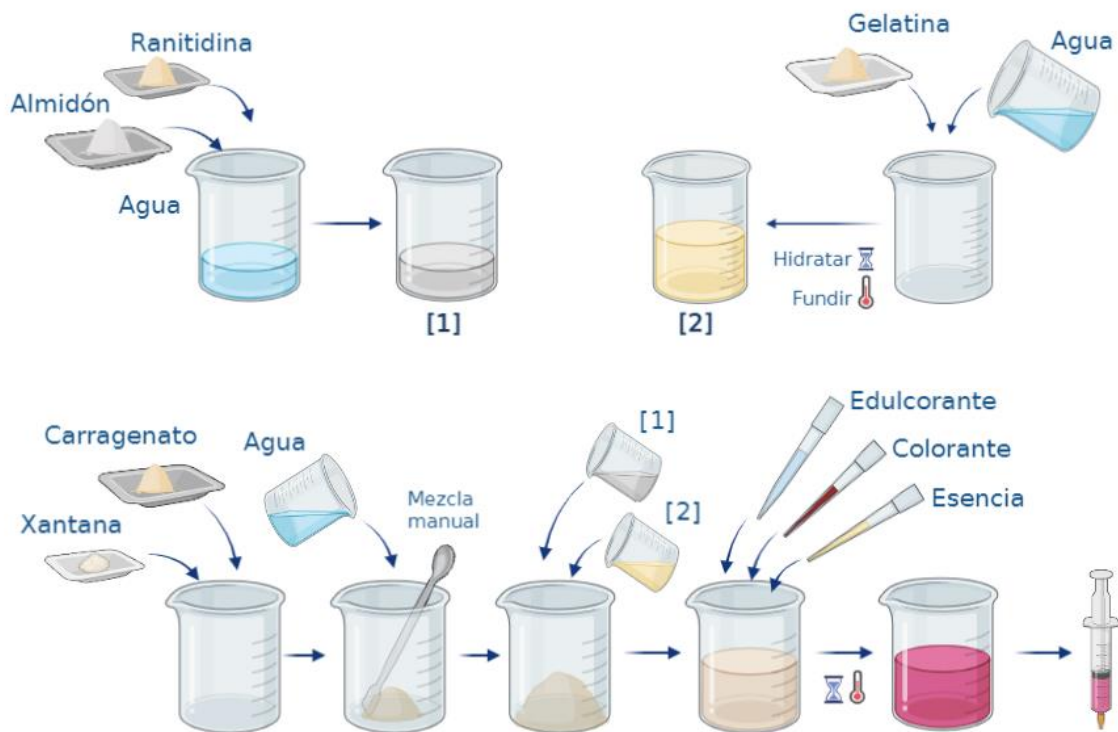 Ranitidina
Almidón
Agua
[1]
Gelatina
Agua
Hidratar
Fundir
[2]
Carragenato
Xantana
Agua
Mezcla
manual
[1]
[2]
Edulcorante
Colorante
Esencia